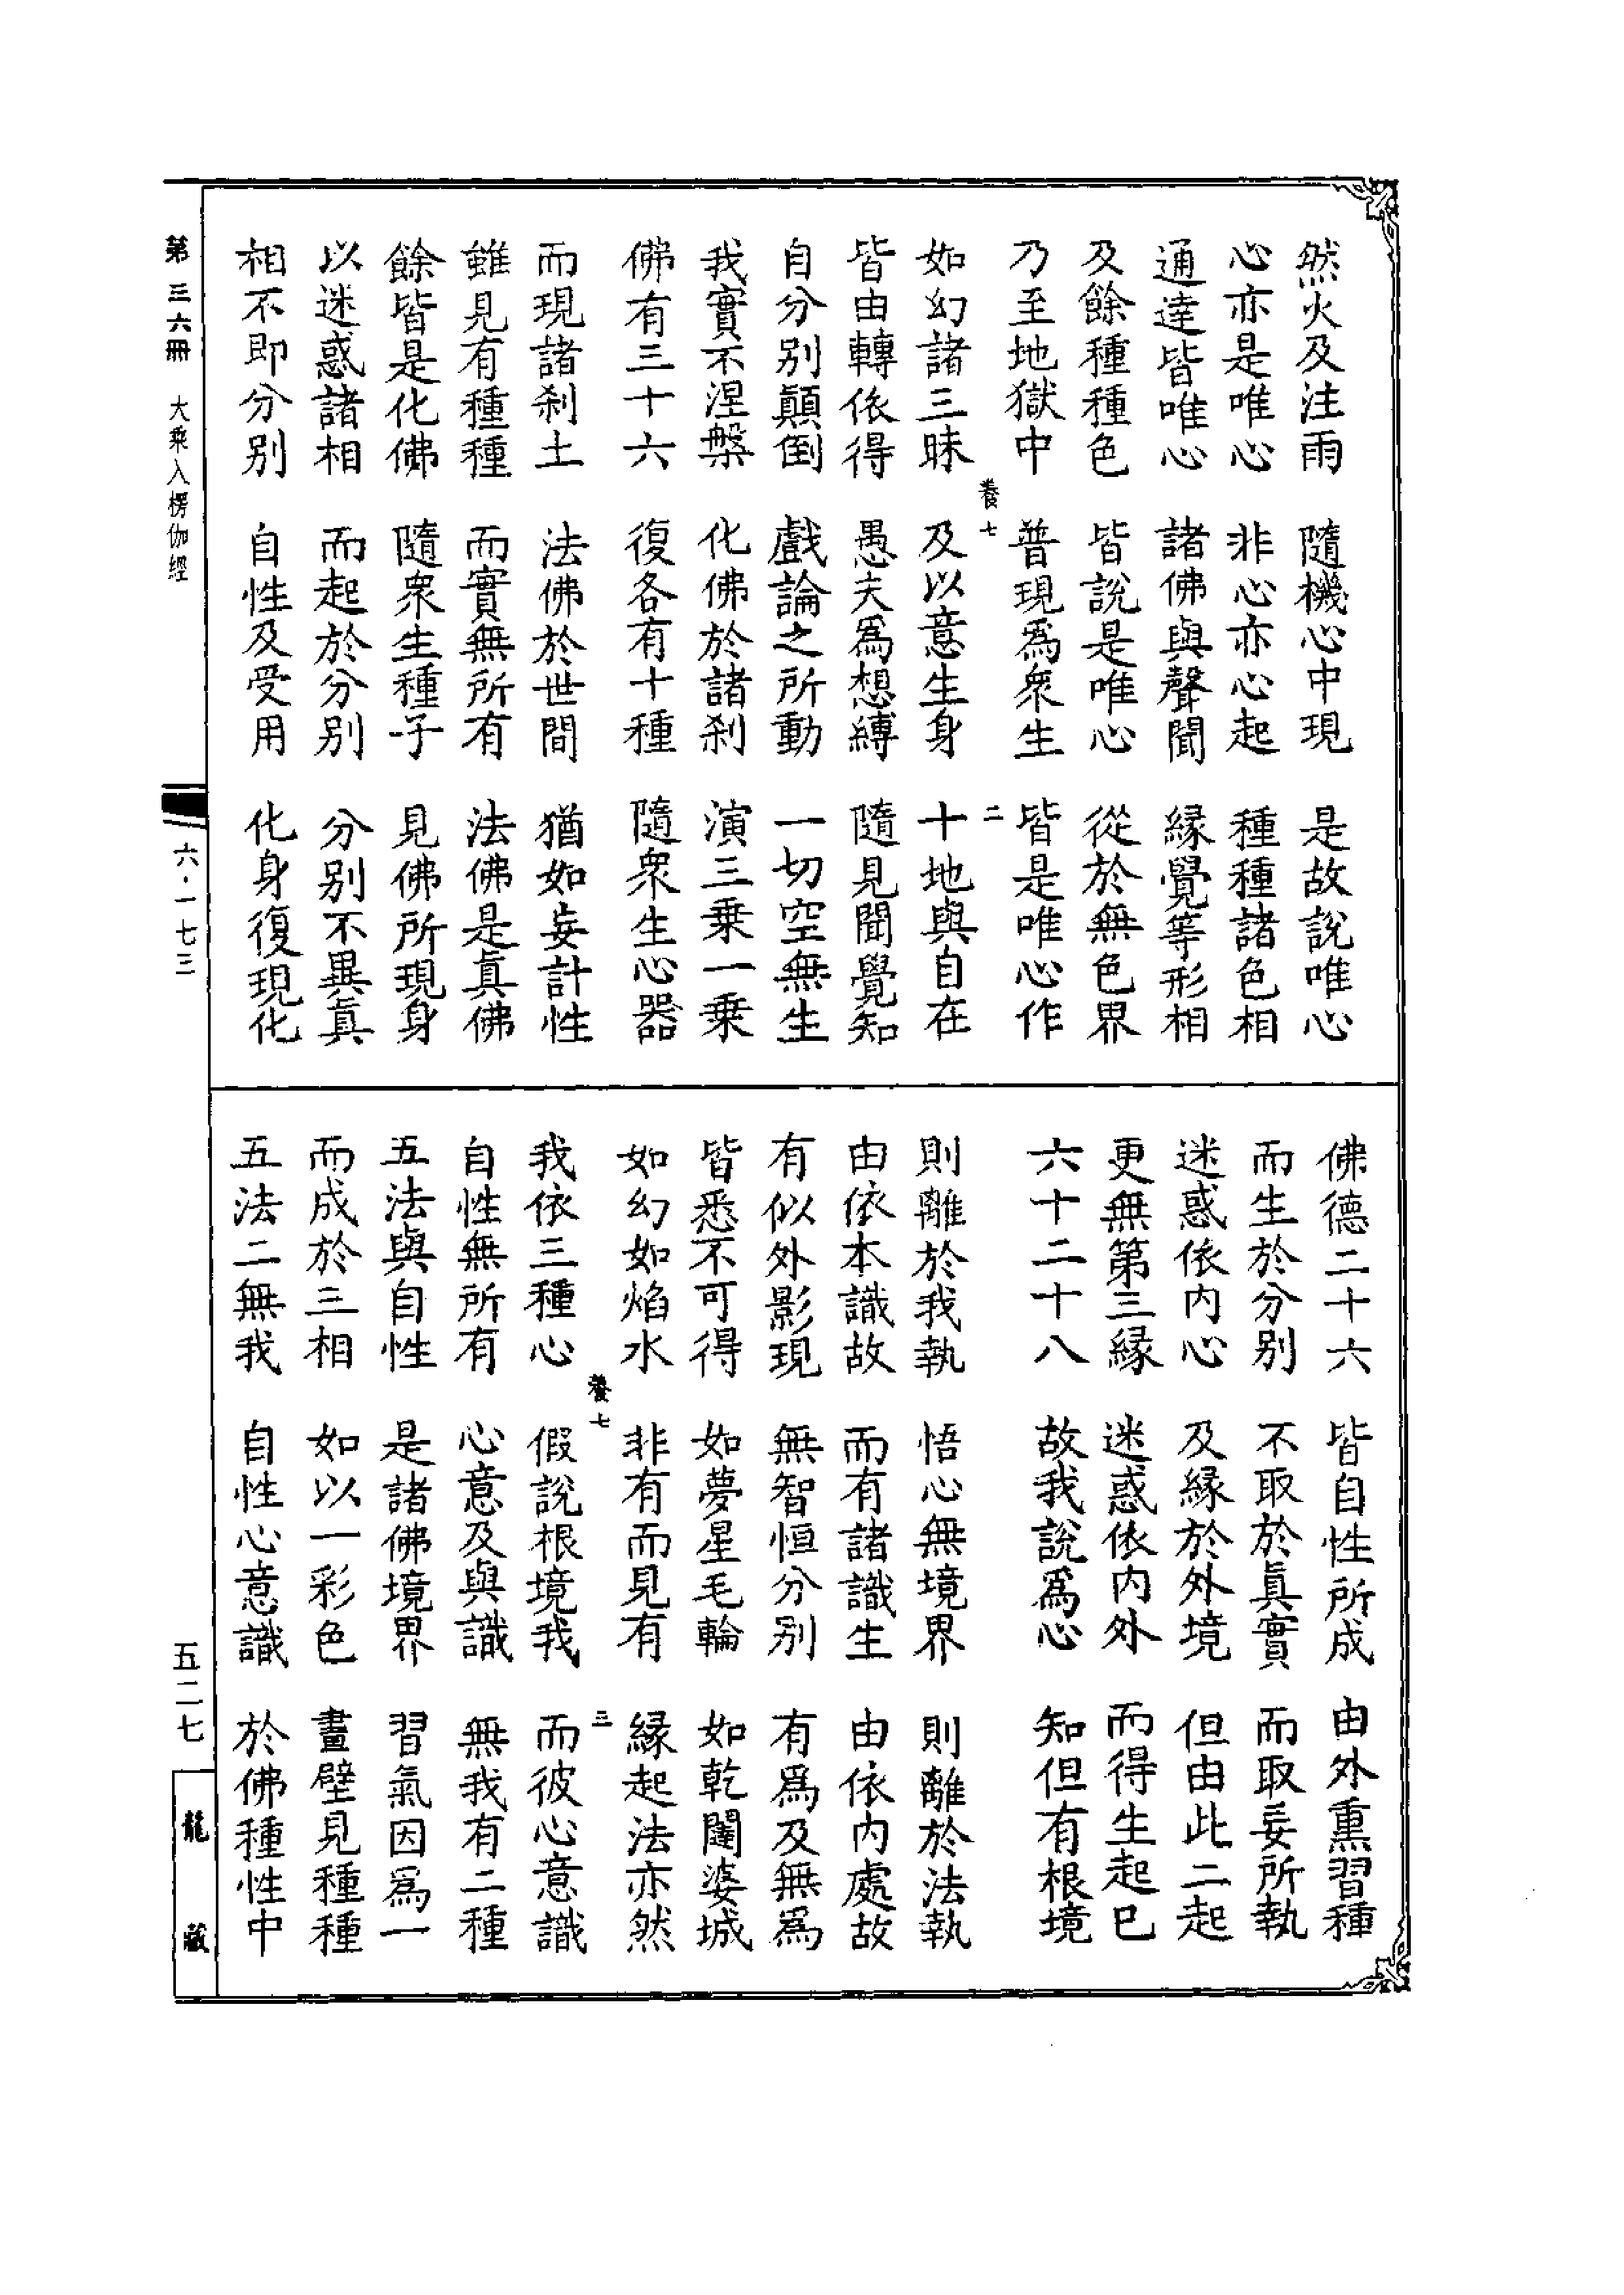 然火及注雨　隨機心中現　是故說唯心
心亦是唯心　非心亦心起　種種諸色相
通達皆唯心　諸佛與聲聞　縁覺等形相
及餘種種色　皆說是唯心　從於無色界
乃至地獄中　普現爲衆生　皆是唯心作
養七　二
如幻諸三昧　及以意生身　十地與自在
皆由轉依得　愚夫爲想縛　隨見聞覺知
自分别顛倒　戲論之所動　一切空無生
我實不涅槃　化佛於諸刹　演三乗一乗
佛有三十六　復各有十種　隨衆生心器
而現諸刹土　法佛於世間　猶如妄計性
雖見有種種　而實無所有　法佛是真佛
餘皆是化佛　隨衆生種子　見佛所現身
以迷惑諸相　而起於分别　分别不異真
相不即分别　自性及受用　化身復現化
佛德三十六　皆自性所成　由外熏習種
而生於分别　不取於眞實　而取妄所執
迷惑依内心　及縁於外境　但由此二起
更無第三縁　迷惑依内外　而得生起已
六十二十八　故我說爲心　知但有根境
則離於我執　悟心無境界　則離於法執
由依本識故　而有諸識生　由依内處故
有似外影現　無智恒分别　有爲及無爲
皆悉不可得　如夢星毛輪　如乾闥婆城
如幻如焰水　非有而見有　縁起法亦然
養七　三
我依三種心　假說根境我　而彼心意識
自性無所有　心意及與識　無我有二種
五法與自性　是諸佛境界　習氣因爲一
而成於三相　如以一彩色　畫壁見種種
五法二無我　自性心意識　於佛種性中
第三六冊　大乘入楞伽經
六・一七三
五二七
龍藏